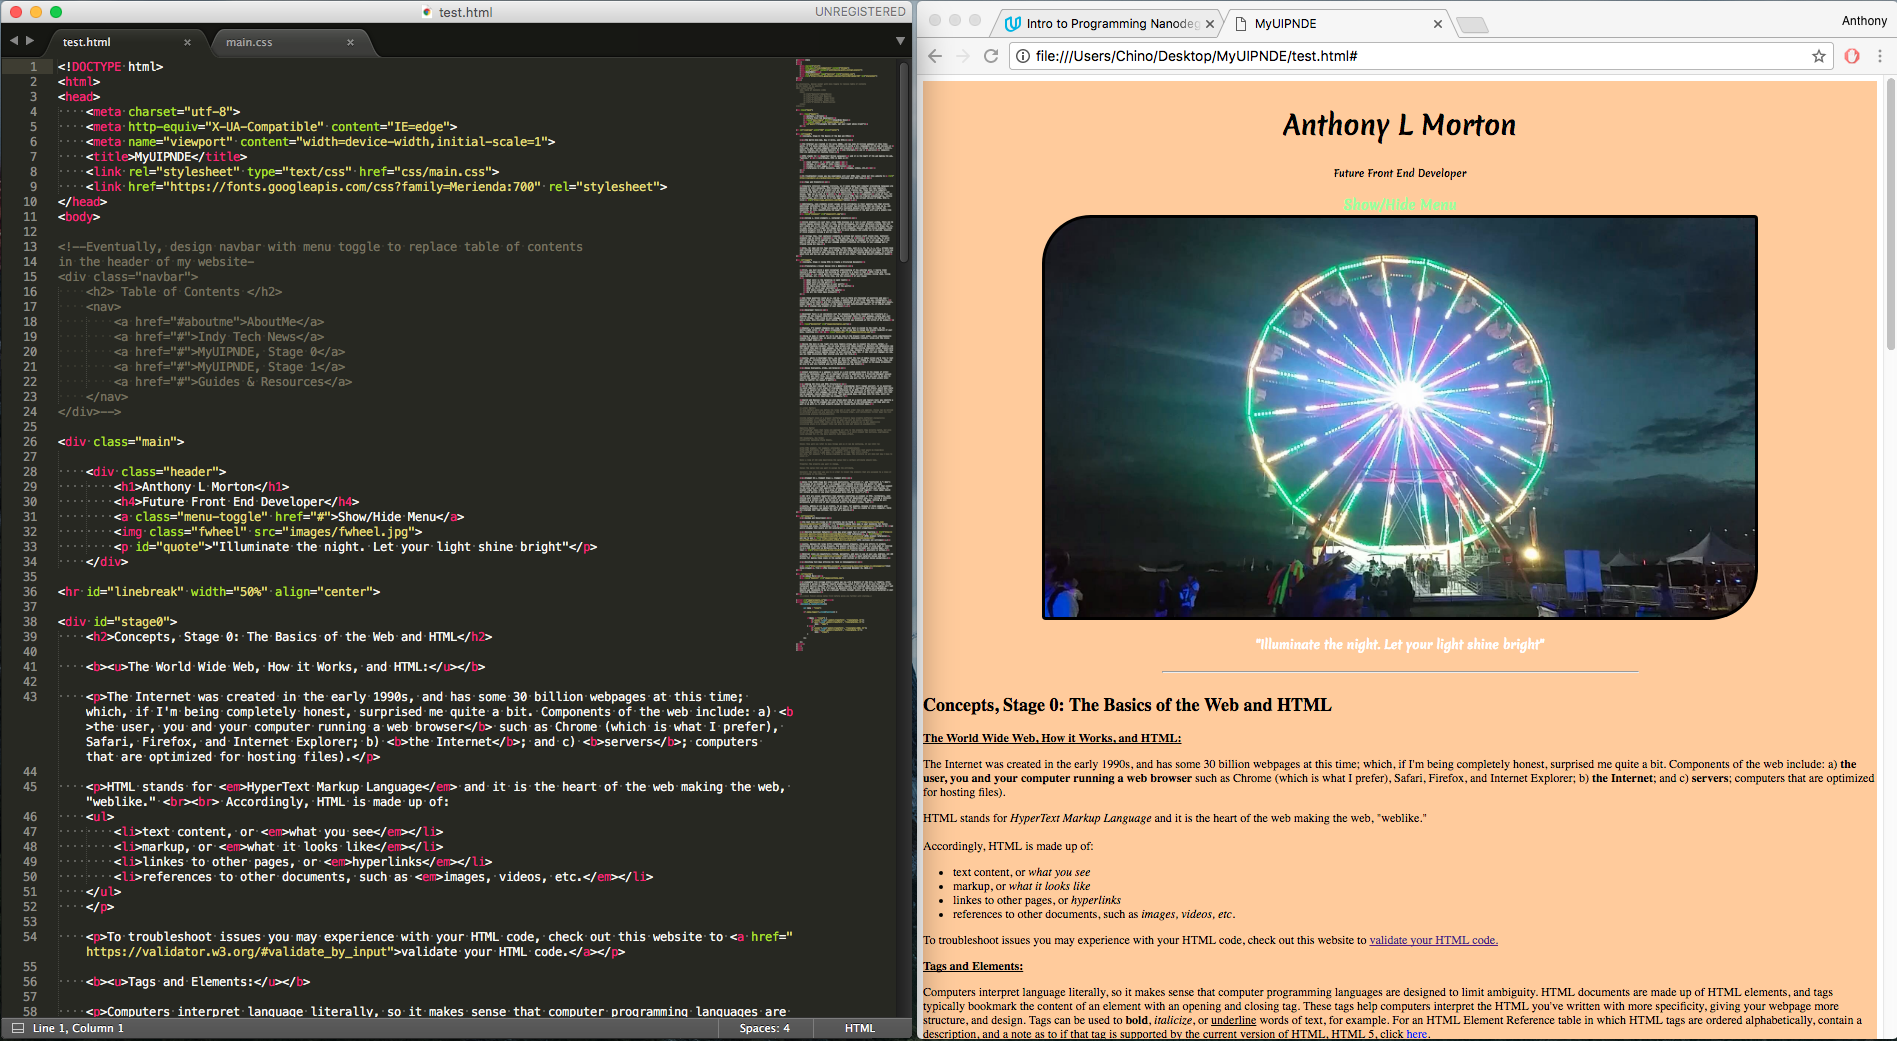 test.html
UNREGISTERED
test.html
main.css
1 <!DOCTYPE html>
2 <html>
3 <head>
4 <meta charset="utf-8">
5 <meta http-equiv="X-UA-Compatible" content="IE=edge">
6 <meta name="viewport" content="width=device-width,initial-scale=1">
7 <title>MyUIPNDE</title>
8 <link rel="stylesheet" type="text/css" href="css/main.css">
9 <link href="https://fonts.googleapis.com/css?family=Merienda:700" rel="stylesheet">
10 </head>
11 <body>
12
13 <!--Eventually, design navbar with menu toggle to replace table of contents
14 in the header of my website-
15 <div class="navbar">
16 <h2> Table of Contents </h2>
17 <nav>
18 <a href="#aboutme">AboutMe</a>
19 <a href="#">Indy Tech News</a>
20 <a href="#">MyUIPNDE, Stage 0</a>
21 <a href="#">MyUIPNDE, Stage 1</a>
22 <a href="#">Guides & Resources</a>
23 </nav>
24 </div>-->
25
26 <div class="main">
27
28 <div class="header">
29 <h1>Anthony L Morton</h1>
30 <h4>Future Front End Developer</h4>
31 <a class="menu-toggle" href="#">Show/Hide Menu</a>
32 <img class="fwheel" src="images/fwheel.jpg">
33 <p id="quote">"Illuminate the night. Let your light shine bright"</p>
34 </div>
35
36 <hr id="linebreak" width="50%" align="center">
37
38 <div id="stage0">
39 <h2>Concepts, Stage 0: The Basics of the Web and HTML</h2>
40
41 <b><u>The World Wide Web, How it Works, and HTML:</u></b>
42
43 <p>The Internet was created in the early 1990s, and has some 30 billion webpages at this time;
which, if I'm being completely honest, surprised me quite a bit. Components of the web include: a) <b
>the user, you and your computer running a web browser</b> such as Chrome (which is what I prefer),
Safari, Firefox, and Internet Explorer; b) <b>the Internet</b>; and c) <b>servers</b>; computers
that are optimized for hosting files).</p>
44
45 <p>HTML stands for <em>HyperText Markup Language</em> and it is the heart of the web making the web,
"weblike." <br><br> Accordingly, HTML is made up of:
46 <ul>
47 <li>text content, or <em>what you see</em></li>
48 <li>markup, or <em>what it looks like</em></li>
49 <li>linkes to other pages, or <em>hyperlinks</em></li>
50 <li>references to other documents, such as <em>images, videos, etc.</em></li>
51 </ul>
52 </p>
53
54 <p>To troubleshoot issues you may experience with your HTML code, check out this website to <a href="
https://validator.w3.org/#validate_by_input">validate your HTML code.</a></p>
55
56 <b><u>Tags and Elements:</u></b>
57
58 <p>Computers interpret language literally, so it makes sense that computer programming languages are
Line 1, Column 1
Spaces: 4
HTML
Intro to Programming Nanodeg
MyUIPNDE
Anthony
file:///Users/Chino/Desktop/MyUIPNDE/test.html#
Anthony L Morton
Future Front End Developer
Show/Hide Menu
"Illuminate the night. Let your light shine bright"
Concepts, Stage 0: The Basics of the Web and HTML
The World Wide Web, How it Works, and HTML:
The Internet was created in the early 1990s, and has some 30 billion webpages at this time; which, if I'm being completely honest, surprised me quite a bit. Components of the web include: a) the
user, you and your computer running a web browser such as Chrome (which is what I prefer), Safari, Firefox, and Internet Explorer; b) the Internet; and c) servers; computers that are optimized
for hosting files).
HTML stands for HyperText Markup Language and it is the heart of the web making the web, "weblike."
Accordingly, HTML is made up of:
• text content, or what you see
• markup, or what it looks like
• linkes to other pages, or hyperlinks
• references to other documents, such as images, videos, etc.
To troubleshoot issues you may experience with your HTML code, check out this website to validate your HTML code.
Tags and Elements:
Computers interpret language literally, so it makes sense that computer programming languages are designed to limit ambiguity. HTML documents are made up of HTML elements, and tags
typically bookmark the content of an element with an opening and closing tag. These tags help computers interpret the HTML you've written with more specificity, giving your webpage more
structure, and design. Tags can be used to bold, italicize, or underline words of text, for example. For an HTML Element Reference table in which HTML tags are ordered alphabetically, contain a
description, and a note as to if that tag is supported by the current version of HTML, HTML 5, click here.